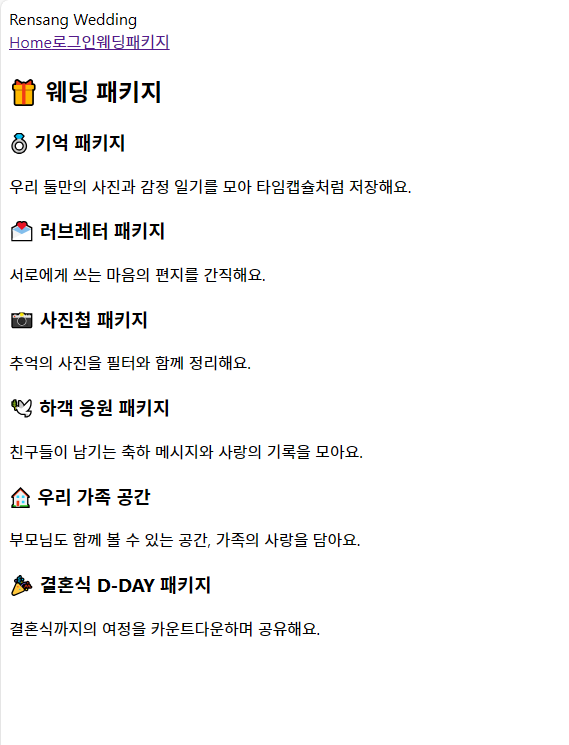 Rensang Wedding
Home로그인웨딩패키지
🎁 웨딩 패키지
💍 기억 패키지
우리 둘만의 사진과 감정 일기를 모아 타임캡슐처럼 저장해요.
💌 러브레터 패키지
서로에게 쓰는 마음의 편지를 간직해요.
📸 사진첩 패키지
추억의 사진을 필터와 함께 정리해요.
🕊 하객 응원 패키지
친구들이 남기는 축하 메시지와 사랑의 기록을 모아요.
🏠 우리 가족 공간
부모님도 함께 볼 수 있는 공간, 가족의 사랑을 담아요.
🎉 결혼식 D-DAY 패키지
결혼식까지의 여정을 카운트다운하며 공유해요.